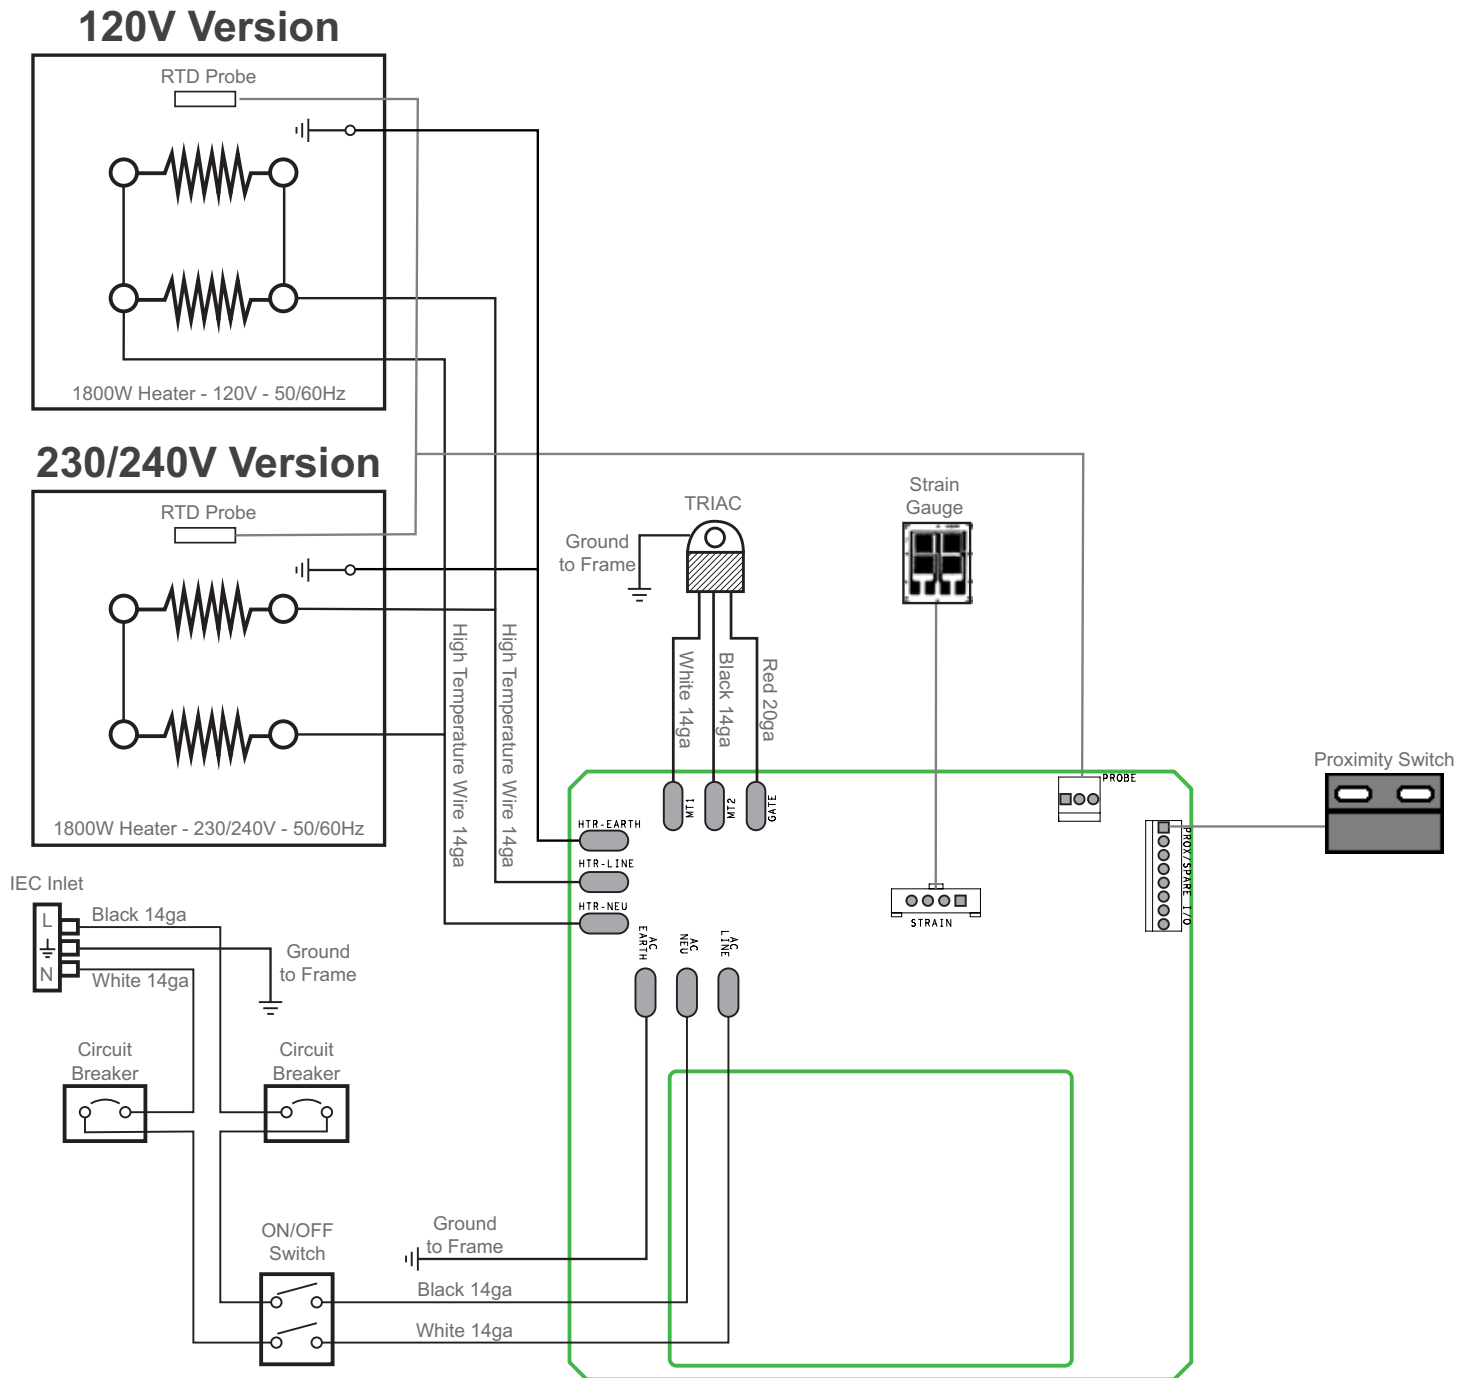 120V Version
RTD Probe
1800W Heater - 120V - 50/60Hz
230/240V Version
RTD Probe
1800W Heater - 230/240V - 50/60Hz
High Temperature Wire 14ga
High Temperature Wire 14ga
TRIAC
Ground
to Frame
White 14ga
Black 14ga
Red 20ga
Strain
Gauge
Proximity Switch
MT1
MT2
GATE
PROBE
PROX/SPARE I/O
HTR-EARTH
HTR-LINE
HTR-NEU
STRAIN
AC
EARTH
AC
NEU
AC
LINE
IEC Inlet
L
N
Black 14ga
White 14ga
Ground
to Frame
Circuit
Breaker
Circuit
Breaker
ON/OFF
Switch
Ground
to Frame
Black 14ga
White 14ga